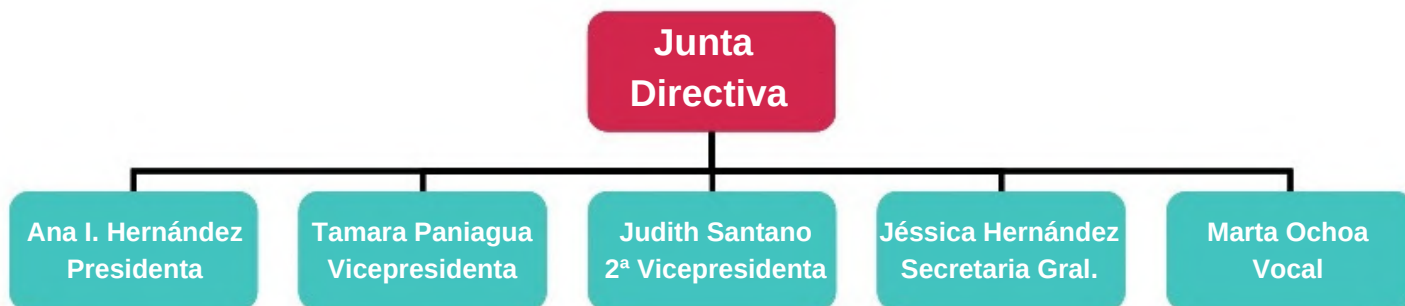 Junta
Directiva
Ana I. Hernández
Presidenta
Tamara Paniagua
Vicepresidenta
Judith Santano
2ª Vicepresidenta
Jéssica Hernández
Secretaria Gral.
Marta Ochoa
Vocal